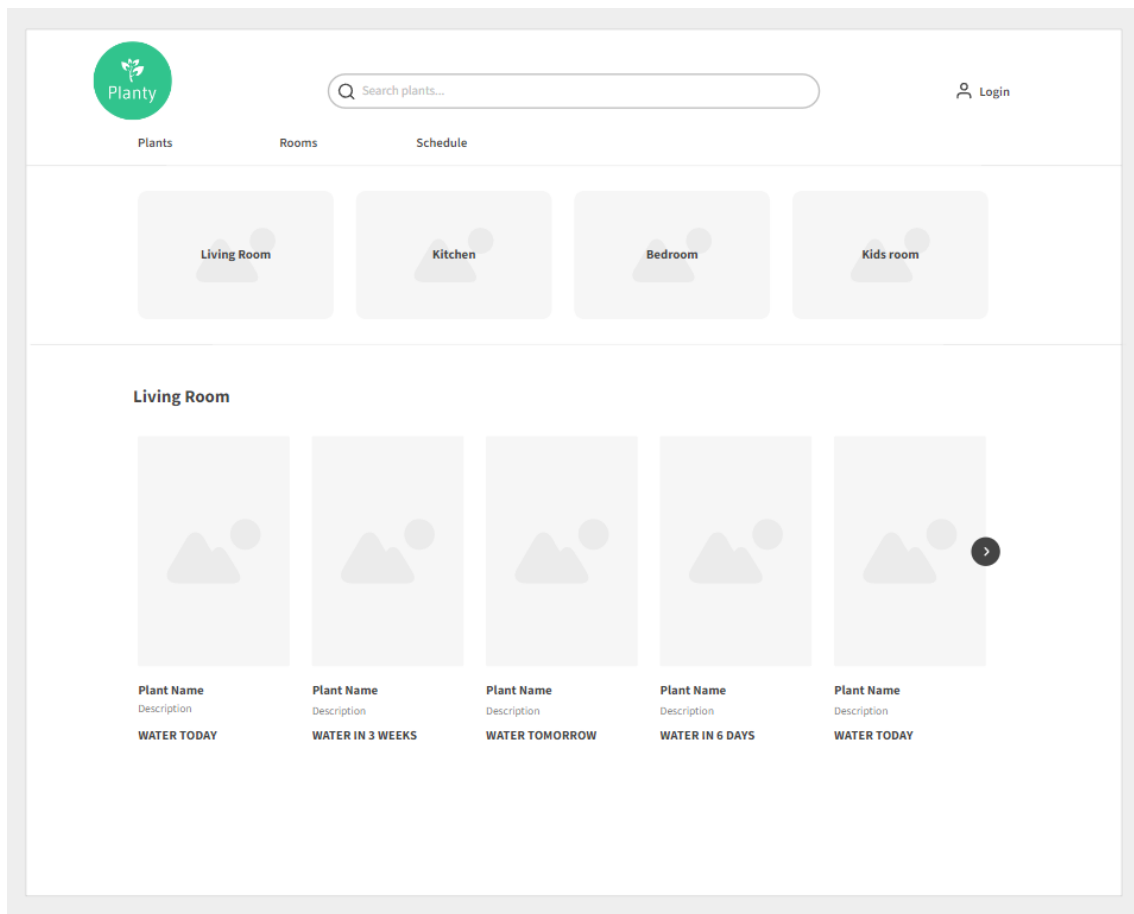 Planty
Search plants...
Login
Plants Rooms Schedule
Living Room Kitchen Bedroom Kids room
Living Room
Plant Name Plant Name Plant Name Plant Name Plant Name
Description Description Description Description Description
WATER TODAY WATER IN 3 WEEKS WATER TOMORROW WATER IN 6 DAYS WATER TODAY